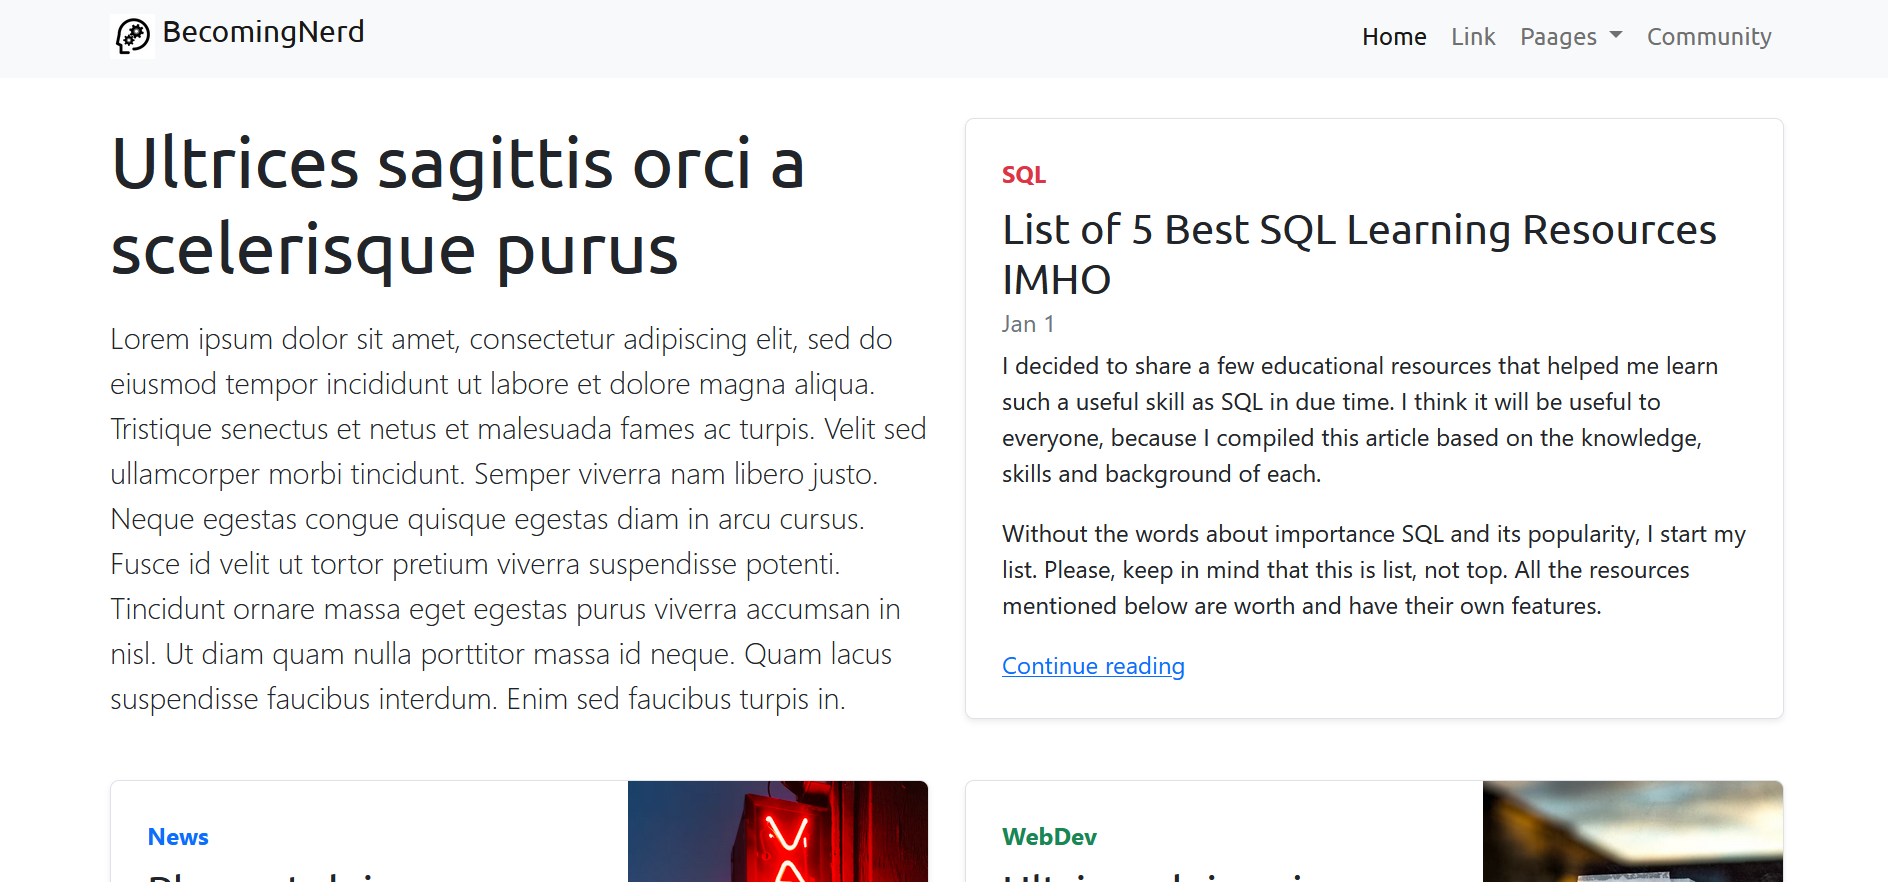 BecomingNerd
Home Link Paages Community
Ultrices sagittis orci a
scelerisque purus
Lorem ipsum dolor sit amet, consectetur adipiscing elit, sed do
eiusmod tempor incididunt ut labore et dolore magna aliqua.
Tristique senectus et netus et malesuada fames ac turpis. Velit sed
ullamcorper morbi tincidunt. Semper viverra nam libero justo.
Neque egestas congue quisque egestas diam in arcu cursus.
Fusce id velit ut tortor pretium viverra suspendisse potenti.
Tincidunt ornare massa eget egestas purus viverra accumsan in
nisl. Ut diam quam nulla porttitor massa id neque. Quam lacus
suspendisse faucibus interdum. Enim sed faucibus turpis in.
SQL
List of 5 Best SQL Learning Resources
IMHO
Jan 1
I decided to share a few educational resources that helped me learn
such a useful skill as SQL in due time. I think it will be useful to
everyone, because I compiled this article based on the knowledge,
skills and background of each.
Without the words about importance SQL and its popularity, I start my
list. Please, keep in mind that this is list, not top. All the resources
mentioned below are worth and have their own features.
Continue reading
News
WebDev